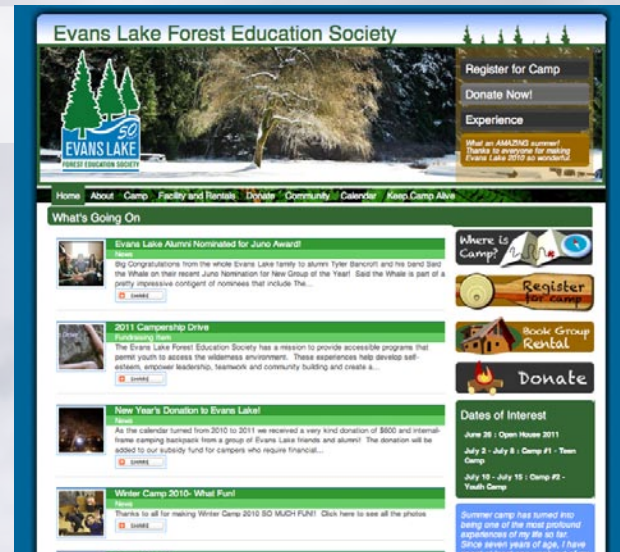 Evans Lake Forest Education Society
50
EVANS LAKE
FOREST EDUCATION SOCIETY
Register for Camp
Donate Now!
Experience
What an AMAZING summer!
Thanks to everyone for making
Evans Lake 2010 so wonderful.
Home About Camp Facility and Rentals Donate Community Calendar Keep Camp Alive
What's Going On
Evans Lake Alumni Nominated for Juno Award!
News
Big Congratulations from the whole Evans Lake family to alumni Tyler Bancroft and his band Said
the Whale on their recent Juno Nomination for New Group of the Year! Said the Whale is part of a
pretty impressive contigent of nominees that include The...
SHARE
2011 Campership Drive
Fundraising Item
The Evans Lake Forest Education Society has a mission to provide accessible programs that
permit youth to access the wilderness environment. These experiences help develop self-
esteem, empower leadership, teamwork and community building and create a...
SHARE
New Year's Donation to Evans Lake!
News
As the calendar turned from 2010 to 2011 we received a very kind donation of $600 and internal-
frame camping backpack from a group of Evans Lake friends and alumni! The donation will be
added to our subsidy fund for campers who require financial...
SHARE
Winter Camp 2010- What Fun!
News
Thanks to all for making Winter Camp 2010 SO MUCH FUN!! Click here to see all the photos
SHARE
Where is
Camp?
Register
for camp
Book Group
Rental
Donate
Dates of Interest
June 26 : Open House 2011
July 2 - July 8 : Camp #1 - Teen
Camp
July 10 - July 15 : Camp #2 -
Youth Camp
Summer camp has turned into
being one of the most profound
experiences of my life so far.
Since seven years of age, I have